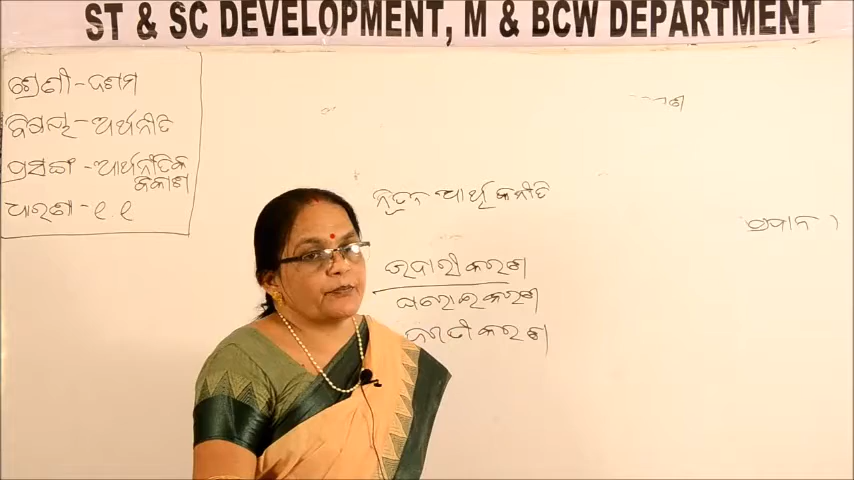 ST & SC DEVELOPMENT, M & BCW DEPARTMENT
ଶ୍ରେଣୀ - ଦଶମ
ବିଷୟ - ଅର୍ଥନୀତି
ପ୍ରସଙ୍ଗ - ଆର୍ଥନୀତିକ
ବିକାଶ
ପାଠଣ - ୧୧
ନୂତନ ଆର୍ଥିକ ନୀତି
ଉଦାରୀକରଣ
ଘରୋଇକରଣ
ଜଗତୀକରଣ